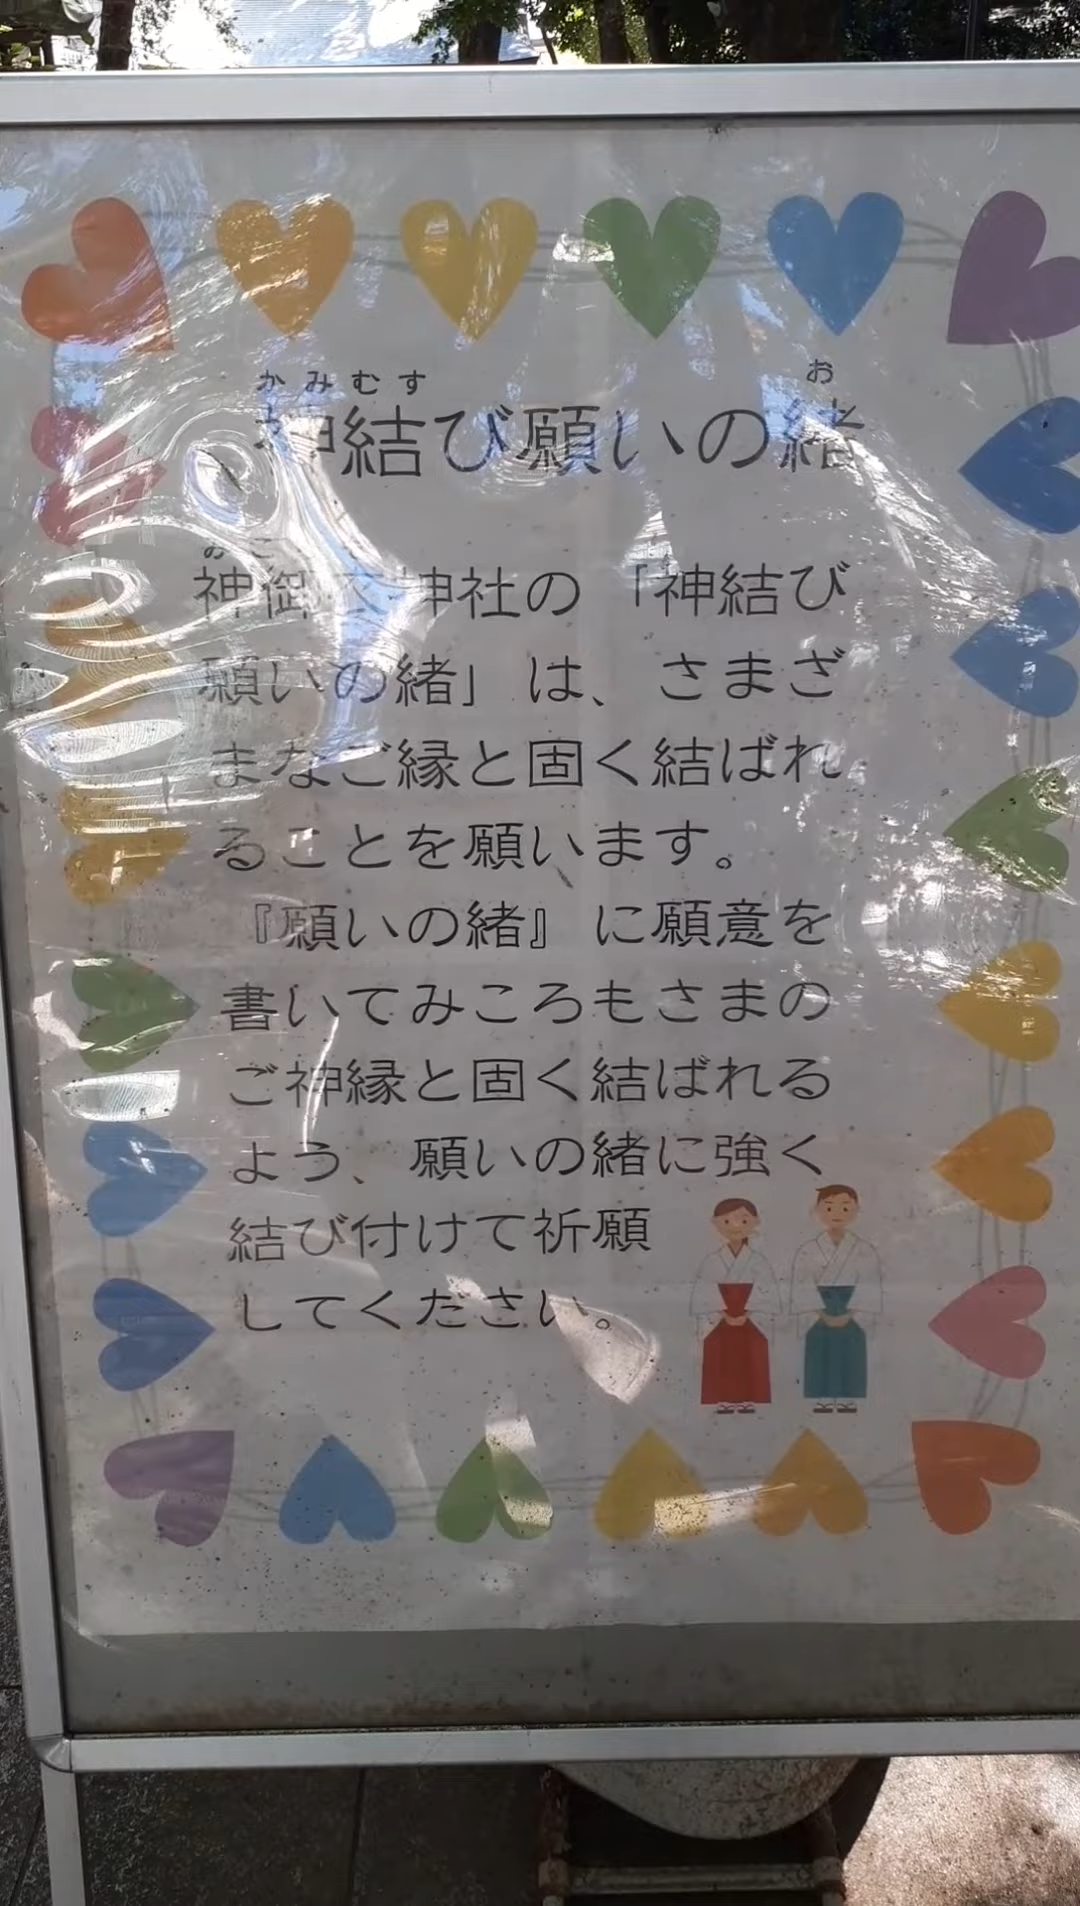 かみむす
お
神結び願いの緒
神御 神社の「神結び
願いの緒」は、さまざ
まなご縁と固く結ばれ
ることを願います。
『願いの緒』に願意を
書いてみころもさまの
ご神縁と固く結ばれる
よう、願いの緒に強く
結び付けて祈願
してください。